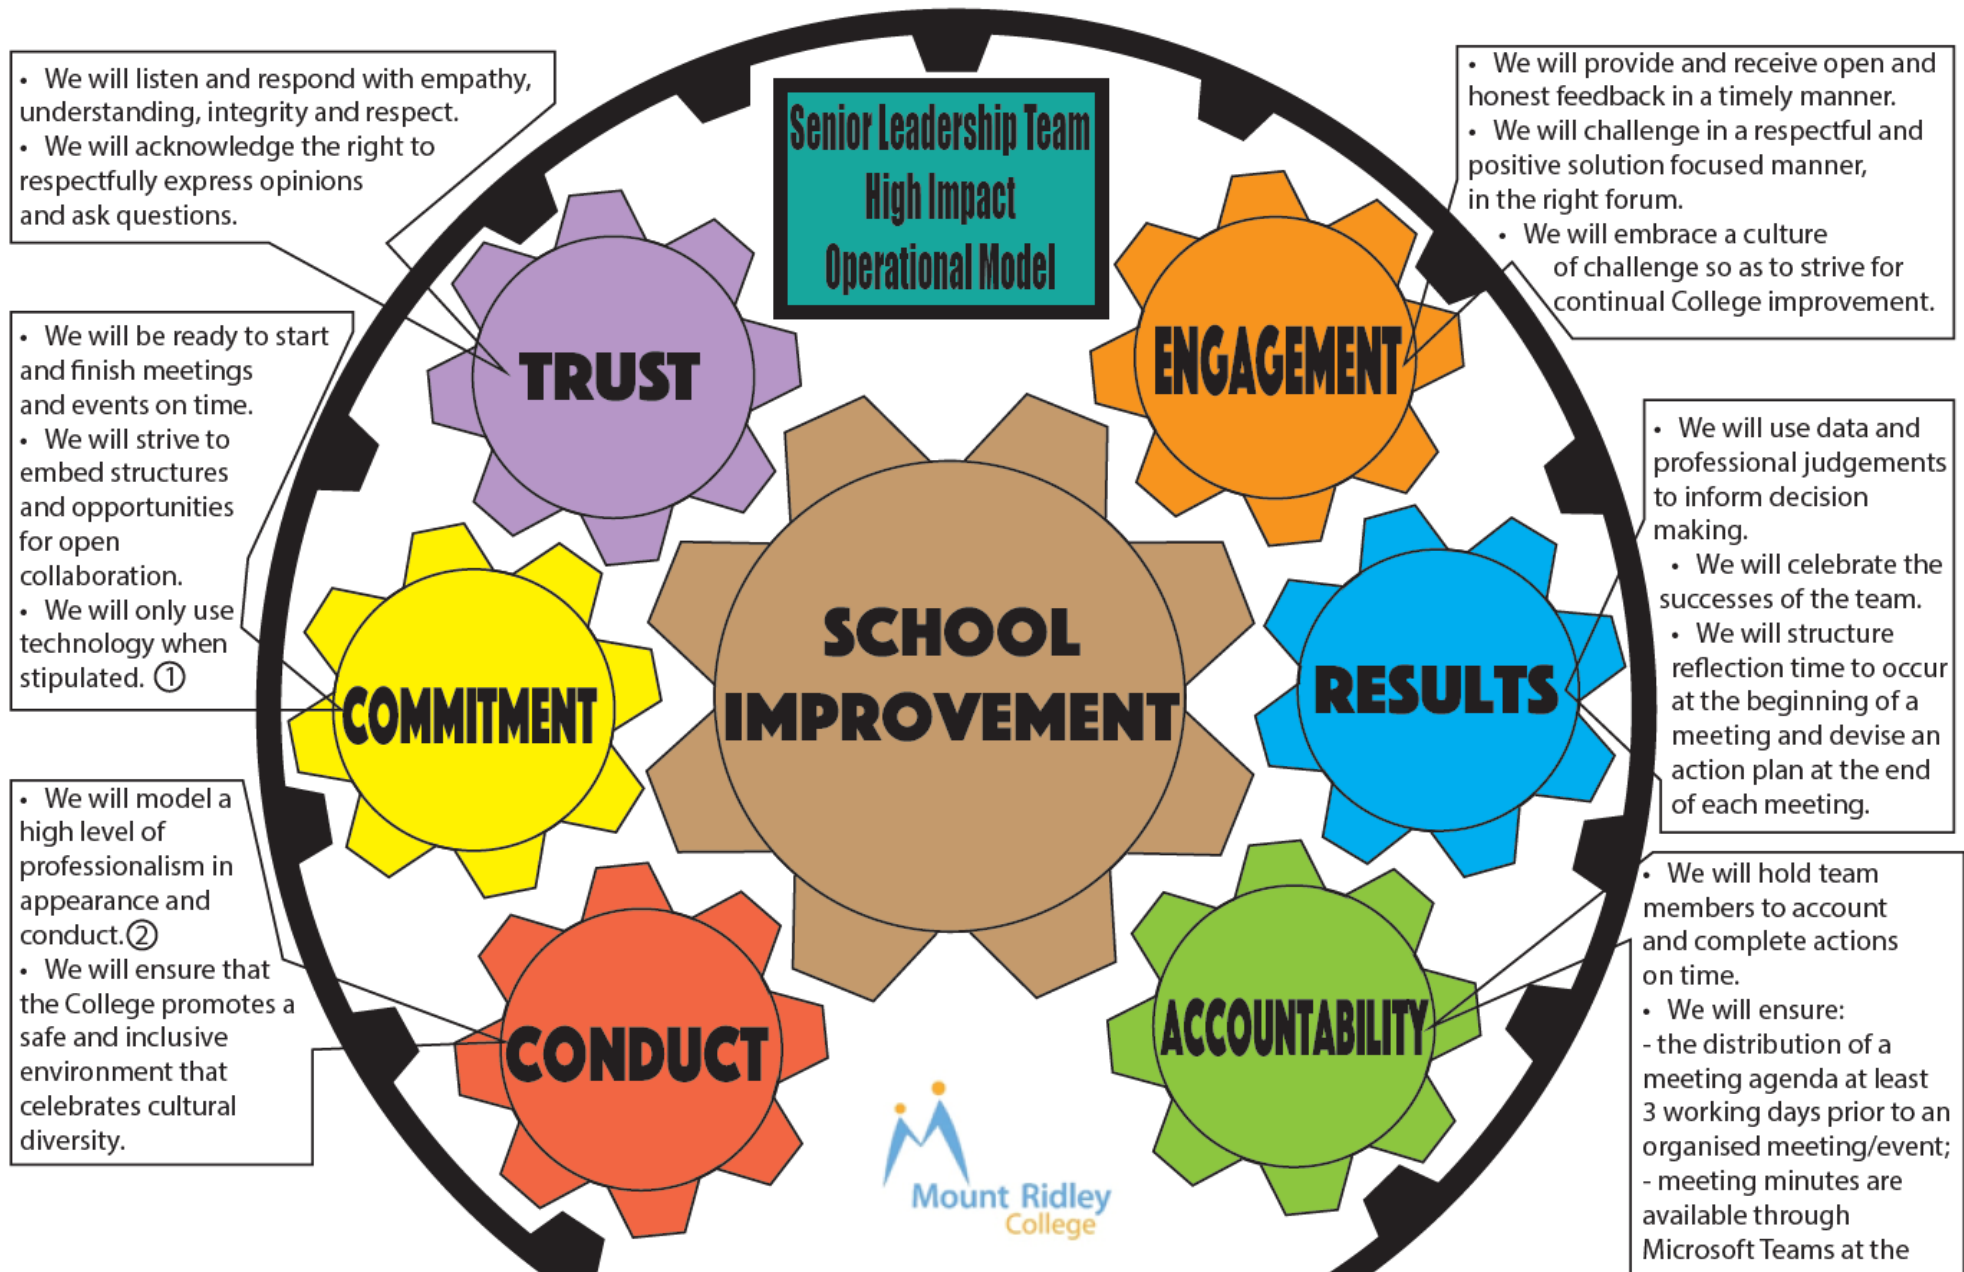 Senior Leadership Team
High Impact
Operational Model
• We will listen and respond with empathy,
understanding, integrity and respect.
• We will acknowledge the right to
respectfully express opinions
and ask questions.
TRUST
• We will be ready to start
and finish meetings
and events on time.
• We will strive to
embed structures
and opportunities
for open
collaboration.
• We will only use
technology when
stipulated. ①
COMMITMENT
• We will model a
high level of
professionalism in
appearance and
conduct.②
• We will ensure that
the College promotes a
safe and inclusive
environment that
celebrates cultural
diversity.
CONDUCT
SCHOOL
IMPROVEMENT
• We will provide and receive open and
honest feedback in a timely manner.
• We will challenge in a respectful and
positive solution focused manner,
in the right forum.
• We will embrace a culture
of challenge so as to strive for
continual College improvement.
ENGAGEMENT
• We will use data and
professional judgements
to inform decision
making.
• We will celebrate the
successes of the team.
• We will structure
reflection time to occur
at the beginning of a
meeting and devise an
action plan at the end
of each meeting.
RESULTS
• We will hold team
members to account
and complete actions
on time.
• We will ensure:
- the distribution of a
meeting agenda at least
3 working days prior to an
organised meeting/event;
- meeting minutes are
available through
Microsoft Teams at the
ACCOUNTABILITY
Mount Ridley
College